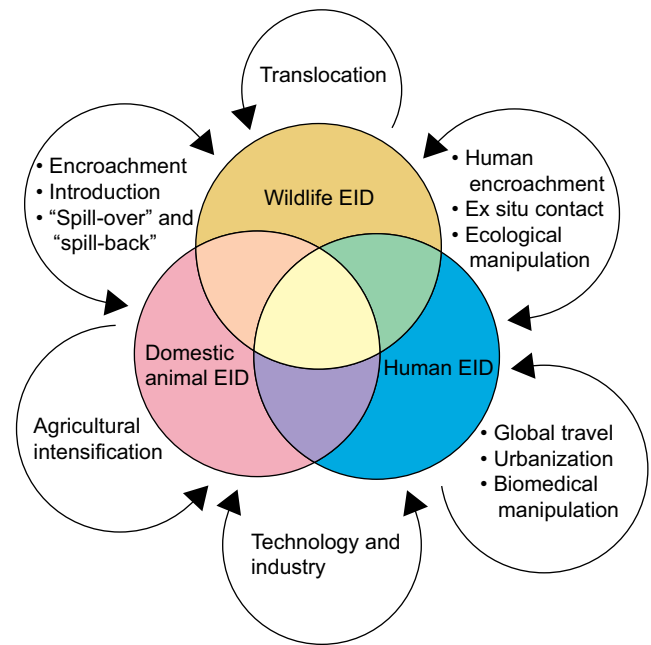 Translocation
• Encroachment
• Introduction
• “Spill-over” and
“spill-back”
Wildlife EID
• Human
encroachment
• Ex situ contact
• Ecological
manipulation
Domestic
animal EID
Human EID
Agricultural
intensification
• Global travel
• Urbanization
• Biomedical
manipulation
Technology and
industry